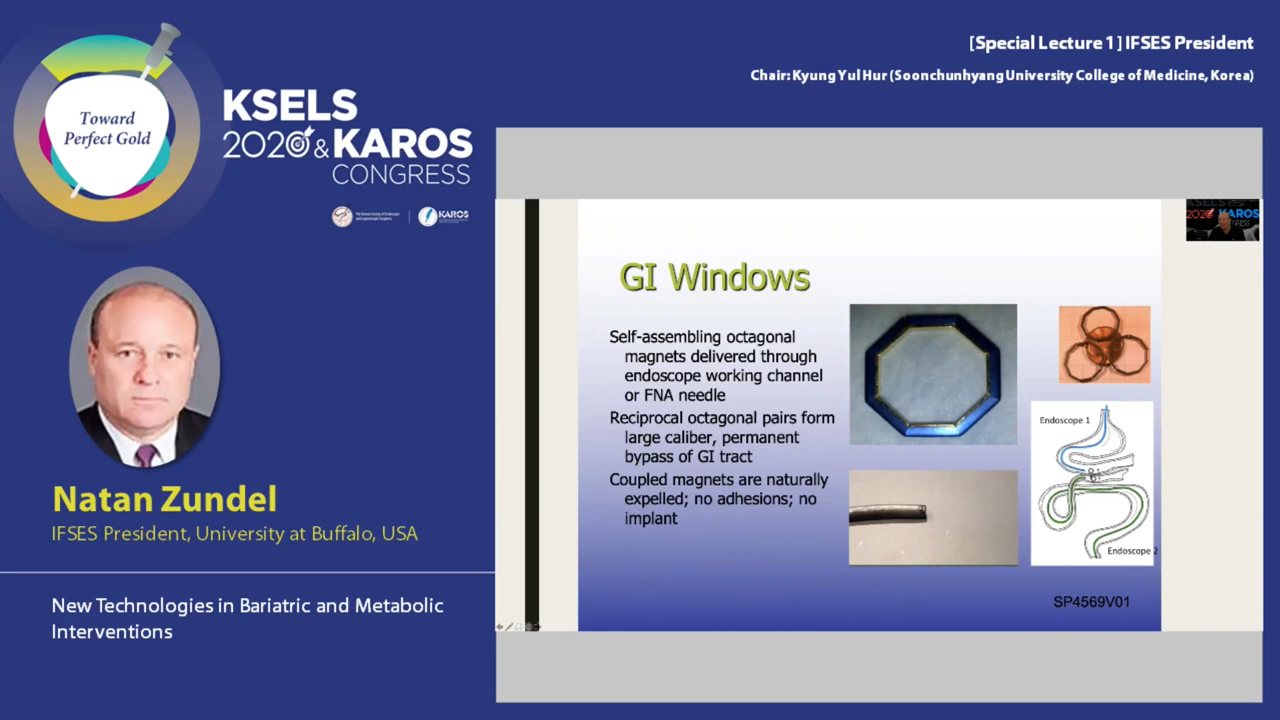 [Special Lecture 1] IFSES President
Chair: Kyung Yul Hur (Soonchunhyang University College of Medicine, Korea)
Toward
Perfect Gold
KSELS
2020 & KAROS
CONGRESS
KAROS
Natan Zundel
IFSES President, University at Buffalo, USA
New Technologies in Bariatric and Metabolic
Interventions
GI Windows
Self-assembling octagonal
magnets delivered through
endoscope working channel
or FNA needle
Reciprocal octagonal pairs form
large caliber, permanent
bypass of GI tract
Coupled magnets are naturally
expelled; no adhesions; no
implant
Endoscope 1
Endoscope 2
SP4569V01
KSELS
2020 KAROS